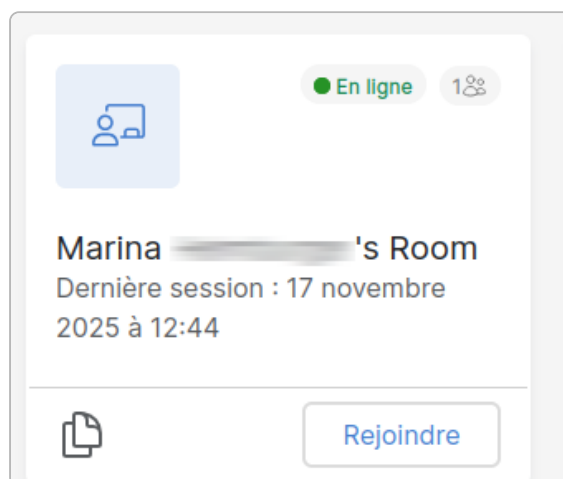 En ligne
1
Marina 's Room
Dernière session : 17 novembre
2025 à 12:44
Rejoindre